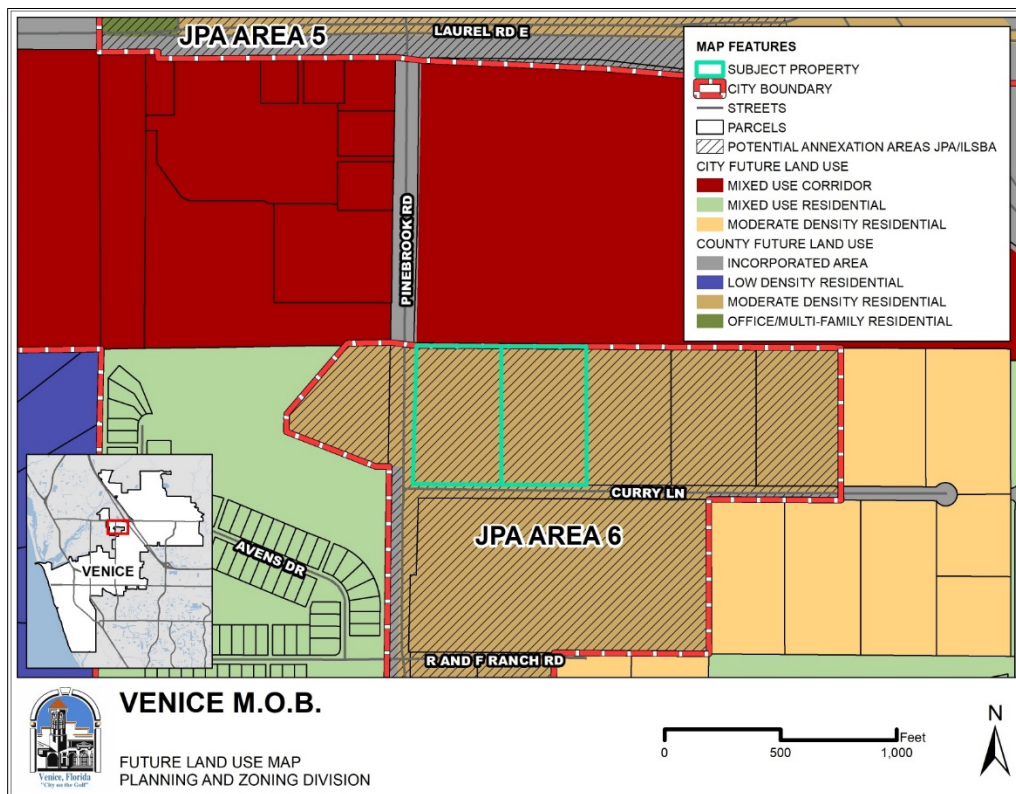 JPA AREA 5
LAUREL RD E
MAP FEATURES
SUBJECT PROPERTY
CITY BOUNDARY
STREETS
PARCELS
POTENTIAL ANNEXATION AREAS JPA/ILSBA
CITY FUTURE LAND USE
MIXED USE CORRIDOR
MIXED USE RESIDENTIAL
MODERATE DENSITY RESIDENTIAL
COUNTY FUTURE LAND USE
INCORPORATED AREA
LOW DENSITY RESIDENTIAL
MODERATE DENSITY RESIDENTIAL
OFFICE/MULTI-FAMILY RESIDENTIAL
PINEBROOK RD
CURRY LN
JPA AREA 6
AVENS DR
VENICE
R AND F RANCH RD
VENICE M.O.B.
FUTURE LAND USE MAP
PLANNING AND ZONING DIVISION
Venice, Florida
"City on the Gulf"
Feet
0 500 1,000
N